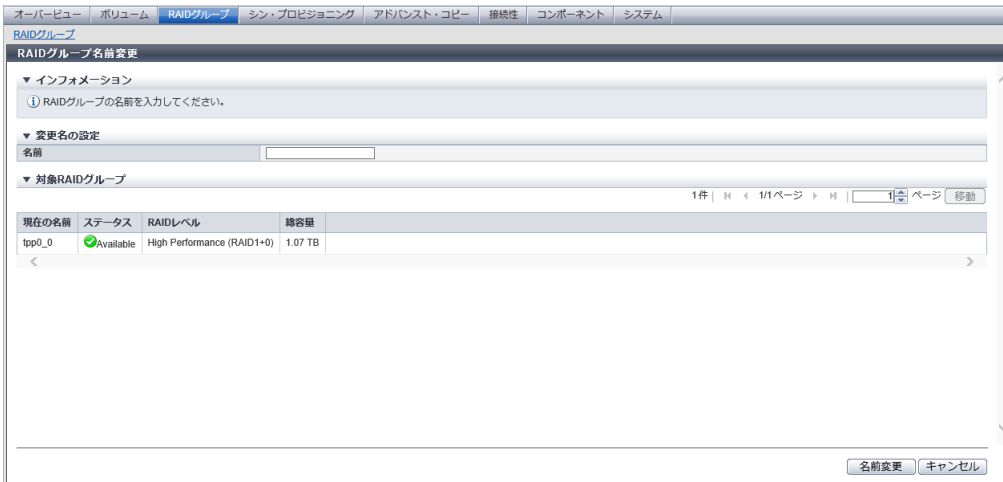 オーバービュー ボリューム RAIDグループ シン・プロビジョニング アドバンスト・コピー 接続性 コンポーネント システム
RAIDグループ
RAIDグループ名前変更
▼ インフォメーション
RAIDグループの名前を入力してください。
▼ 変更名の設定
名前
▼ 対象RAIDグループ
1件 | 1/1ページ | 1 ページ 移動
現在の名前 ステータス RAIDレベル 総容量
tpp0_0 Available High Performance (RAID1+0) 1.07 TB
名前変更 キャンセル